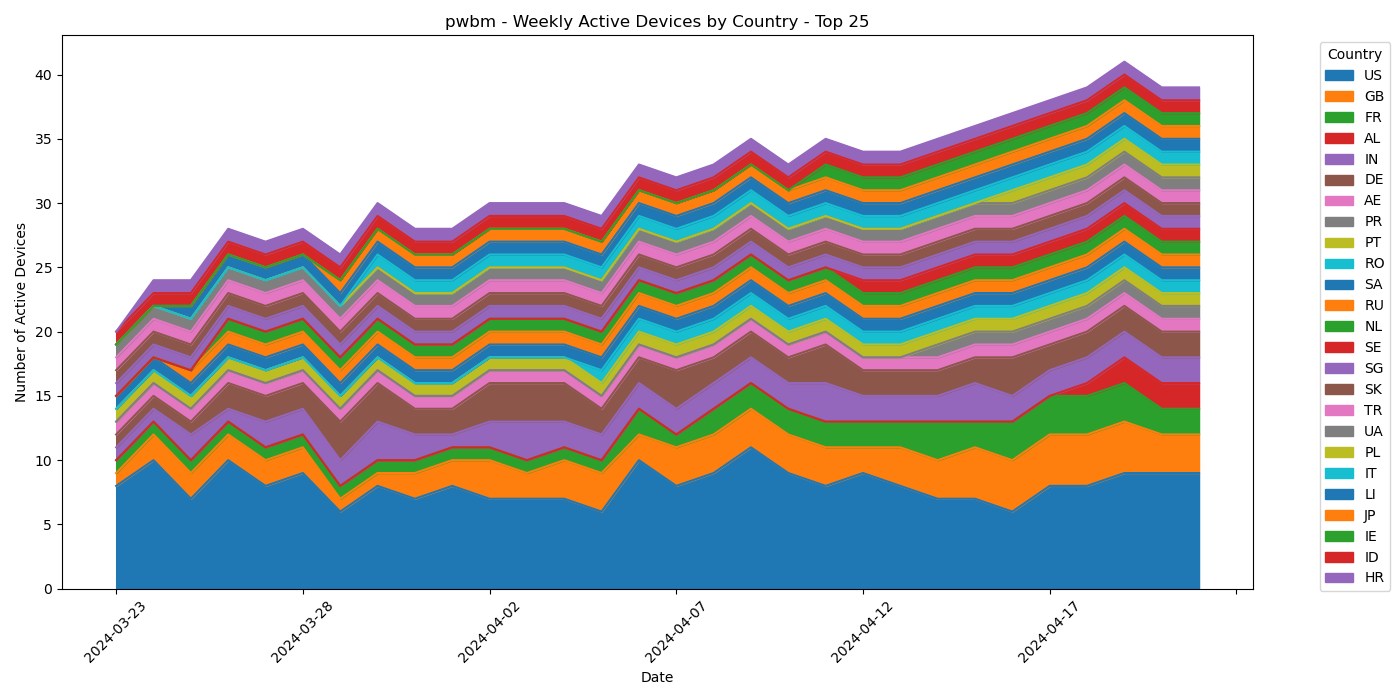 pwbm - Weekly Active Devices by Country - Top 25
Number of Active Devices
40
35
30
25
20
15
10
5
0
2024-03-23
2024-03-28
2024-04-02
2024-04-07
2024-04-12
2024-04-17
Date
Country
US
GB
FR
AL
IN
DE
AE
PR
PT
RO
SA
RU
NL
SE
SG
SK
TR
UA
PL
IT
LI
JP
IE
ID
HR